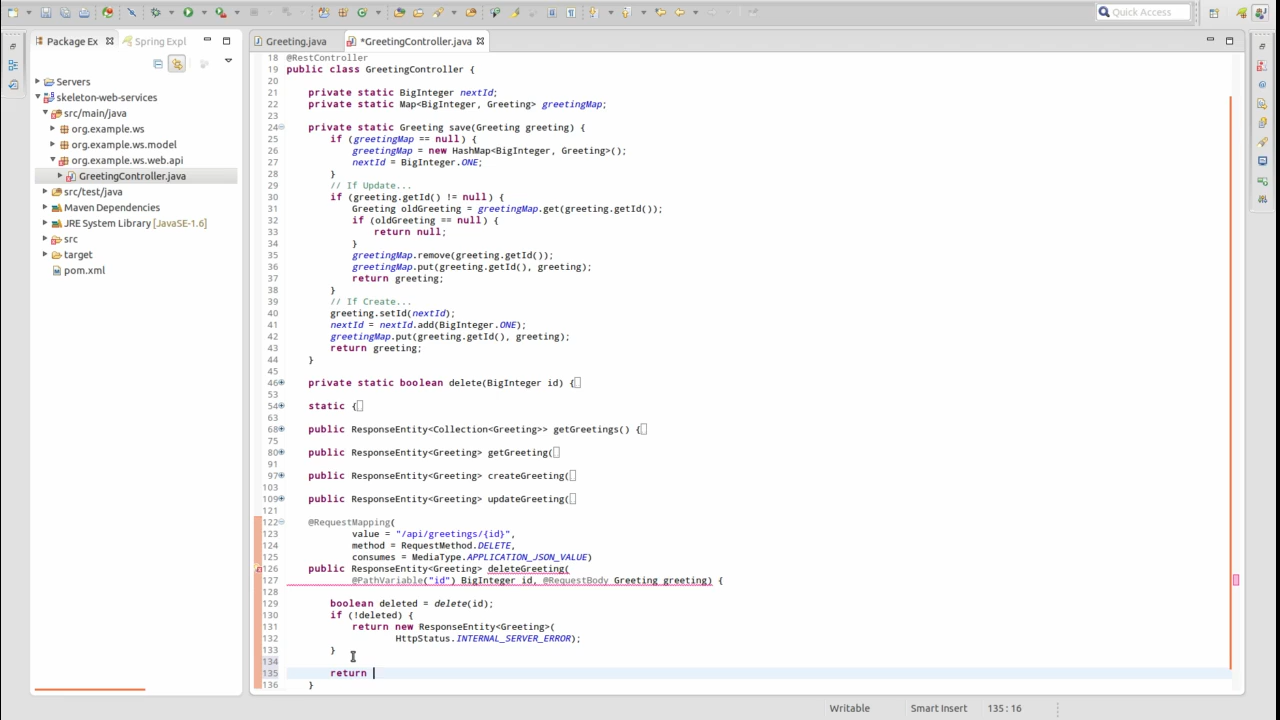 Quick Access
Package Ex
Spring Expl
Greeting.java
*GreetingController.java
Servers
skeleton-web-services
src/main/java
org.example.ws
org.example.ws.model
org.example.ws.web.api
GreetingController.java
src/test/java
Maven Dependencies
JRE System Library [JavaSE-1.6]
src
target
pom.xml
18 @RestController
19 public class GreetingController {
20
21 private static BigInteger nextId;
22 private static Map<BigInteger, Greeting> greetingMap;
23
24 private static Greeting save(Greeting greeting) {
25 if (greetingMap == null) {
26 greetingMap = new HashMap<BigInteger, Greeting>();
27 nextId = BigInteger.ONE;
28 }
29 // If Update...
30 if (greeting.getId() != null) {
31 Greeting oldGreeting = greetingMap.get(greeting.getId());
32 if (oldGreeting == null) {
33 return null;
34 }
35 greetingMap.remove(greeting.getId());
36 greetingMap.put(greeting.getId(), greeting);
37 return greeting;
38 }
39 // If Create...
40 greeting.setId(nextId);
41 nextId = nextId.add(BigInteger.ONE);
42 greetingMap.put(greeting.getId(), greeting);
43 return greeting;
44 }
45
46 private static boolean delete(BigInteger id) {
53
54 static {
63
68 public ResponseEntity<Collection<Greeting>> getGreetings() {
75
80 public ResponseEntity<Greeting> getGreeting(
91
97 public ResponseEntity<Greeting> createGreeting(
103
109 public ResponseEntity<Greeting> updateGreeting(
121
122 @RequestMapping(
123 value = "/api/greetings/{id}",
124 method = RequestMethod.DELETE,
125 consumes = MediaType.APPLICATION_JSON_VALUE)
126 public ResponseEntity<Greeting> deleteGreeting(
127 @PathVariable("id") BigInteger id, @RequestBody Greeting greeting) {
128
129 boolean deleted = delete(id);
130 if (!deleted) {
131 return new ResponseEntity<Greeting>(
132 HttpStatus.INTERNAL_SERVER_ERROR);
133 }
134
135 return
136 }
Writable
Smart Insert
135 : 16